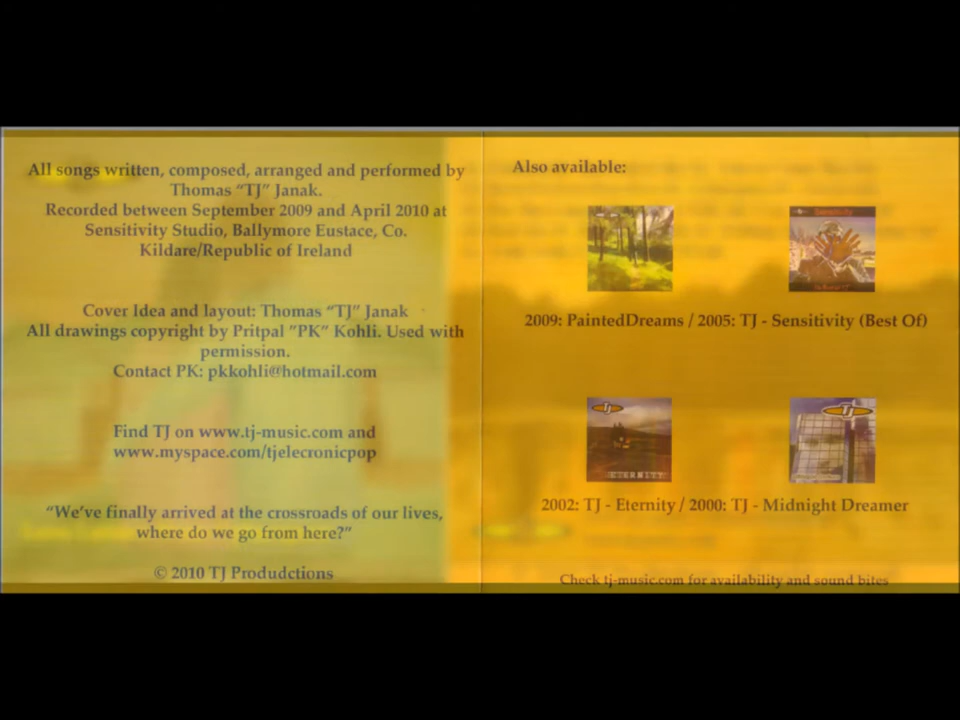 All songs written, composed, arranged and performed by
Thomas “TJ” Janak.
Recorded between September 2009 and April 2010 at
Sensitivity Studio, Ballymore Eustace, Co.
Kildare/Republic of Ireland
Cover Idea and layout: Thomas “TJ” Janak
All drawings copyright by Pritpal ”PK” Kohli. Used with
permission.
Contact PK: pkkohli@hotmail.com
Find TJ on www.tj-music.com and
www.myspace.com/tjelecronicpop
“We’ve finally arrived at the crossroads of our lives,
where do we go from here?”
© 2010 TJ Produdctions
Also available:
Sensitivity
2009: PaintedDreams / 2005: TJ - Sensitivity (Best Of)
TJ
ETERNITY
TJ
2002: TJ - Eternity / 2000: TJ - Midnight Dreamer
Check tj-music.com for availability and sound bites